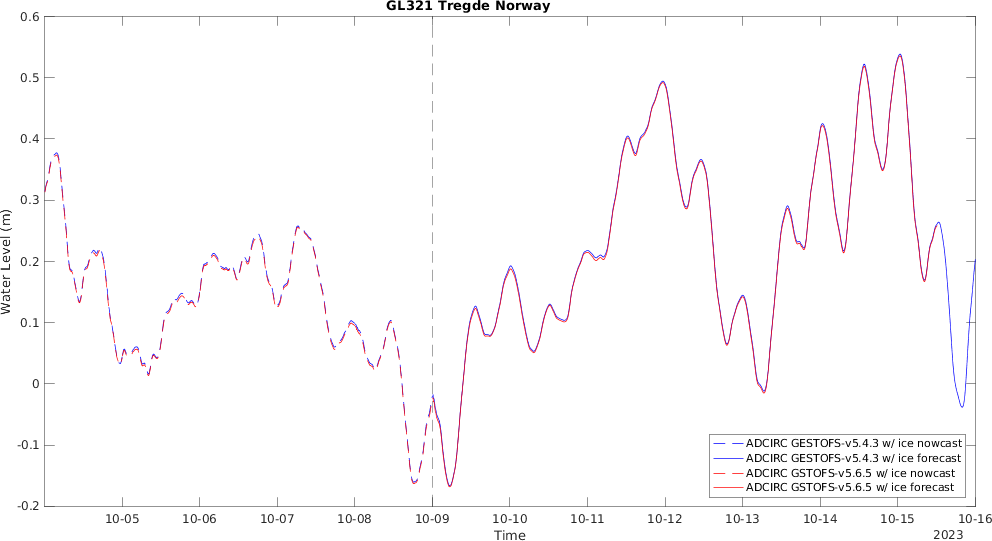 GL321 Tregde Norway
0.6
0.5
0.4
0.3
0.2
0.1
0
-0.1
-0.2
Water Level (m)
10-05 10-06 10-07 10-08 10-09 10-10 10-11 10-12 10-13 10-14 10-15 10-16
Time
2023
ADCIRC GESTOFS-v5.4.3 w/ ice nowcast
ADCIRC GESTOFS-v5.4.3 w/ ice forecast
ADCIRC GSTOFS-v5.6.5 w/ ice nowcast
ADCIRC GSTOFS-v5.6.5 w/ ice forecast